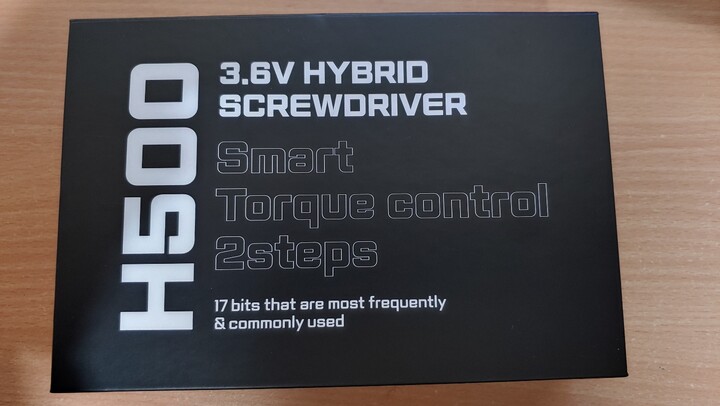 H500
3.6V HYBRID
SCREWDRIVER
Smart
Torque control
2steps
17 bits that are most frequently
& commonly used